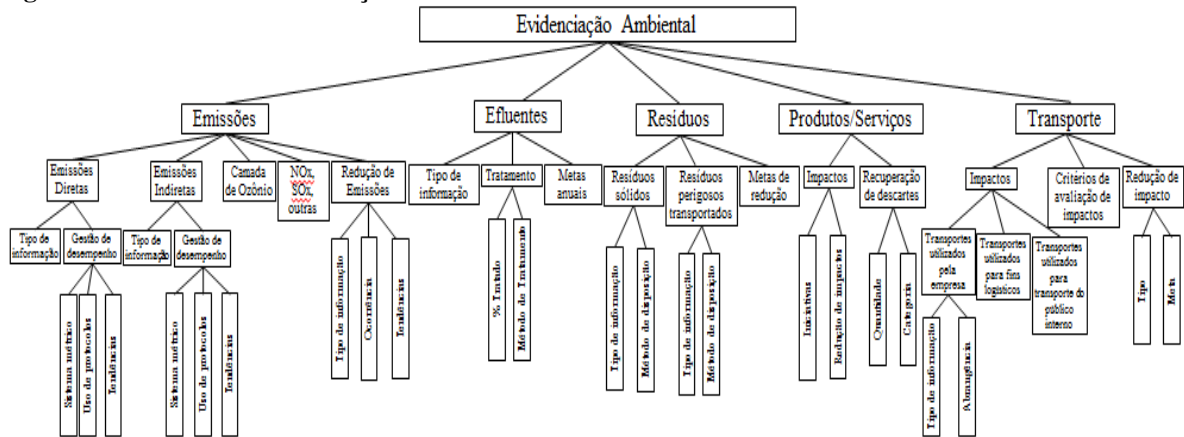 Evidenciação Ambiental
Emissões
Efluentes
Resíduos
Produtos/Serviços
Transporte
Emissões
Diretas
Emissões
Indiretas
Camada
de Ozônio
NOx,
SOx,
outras
Redução de
Emissões
Tipo de
informação
Tratamento
Metas
anuais
Resíduos
sólidos
Resíduos
perigosos
transportados
Metas de
redução
Impactos
Recuperação
de descartes
Impactos
Critérios de
avaliação de
impactos
Redução de
impacto
Tipo de
informação
Gestão de
desempenho
Tipo de
informação
Gestão de
desempenho
Transportes
utilizados
pela
empresa
Transportes
utilizados
para fins
logísticos
Transportes
utilizados
para
transporte do
público
interno
Sistema métrico
Uso de protocolos
Tendências
Sistema métrico
Uso de protocolos
Tendências
Tipo de informação
Ocorrência
Tendências
% Tratado
Método de Tratamento
Tipo de informação
Método de disposição
Tipo de informação
Método de disposição
Iniciativas
Redução de impactos
Quantidade
Categoria
Tipo de informação
Abrangência
Tipo
Meta